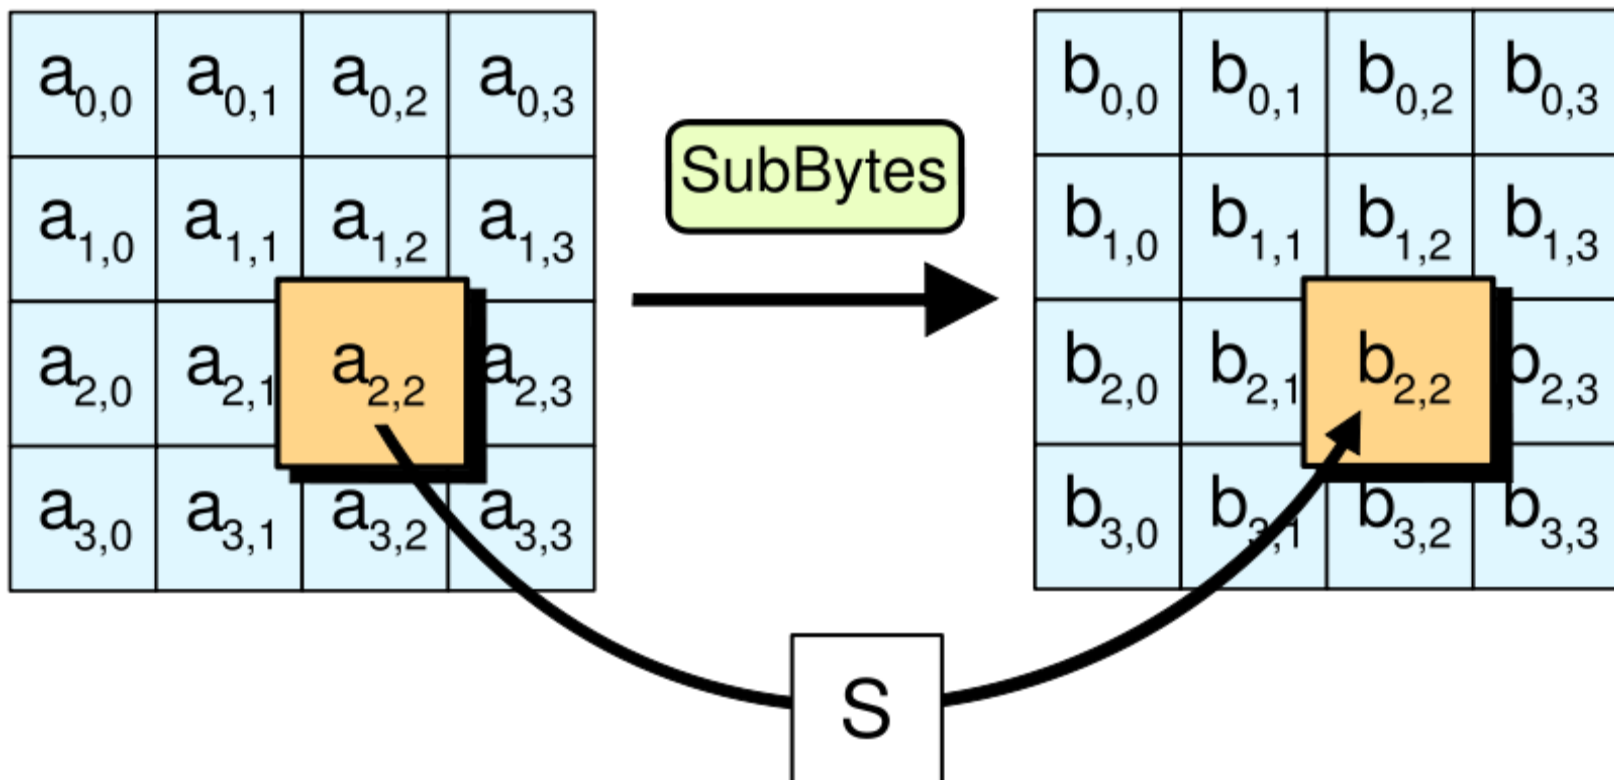 a0,0 a0,1 a0,2 a0,3
a1,0 a1,1 a1,2 a1,3
a2,0 a2,1 a2,2 a2,3
a3,0 a3,1 a3,2 a3,3
SubBytes
b0,0 b0,1 b0,2 b0,3
b1,0 b1,1 b1,2 b1,3
b2,0 b2,1 b2,2 b2,3
b3,0 b3,1 b3,2 b3,3
S